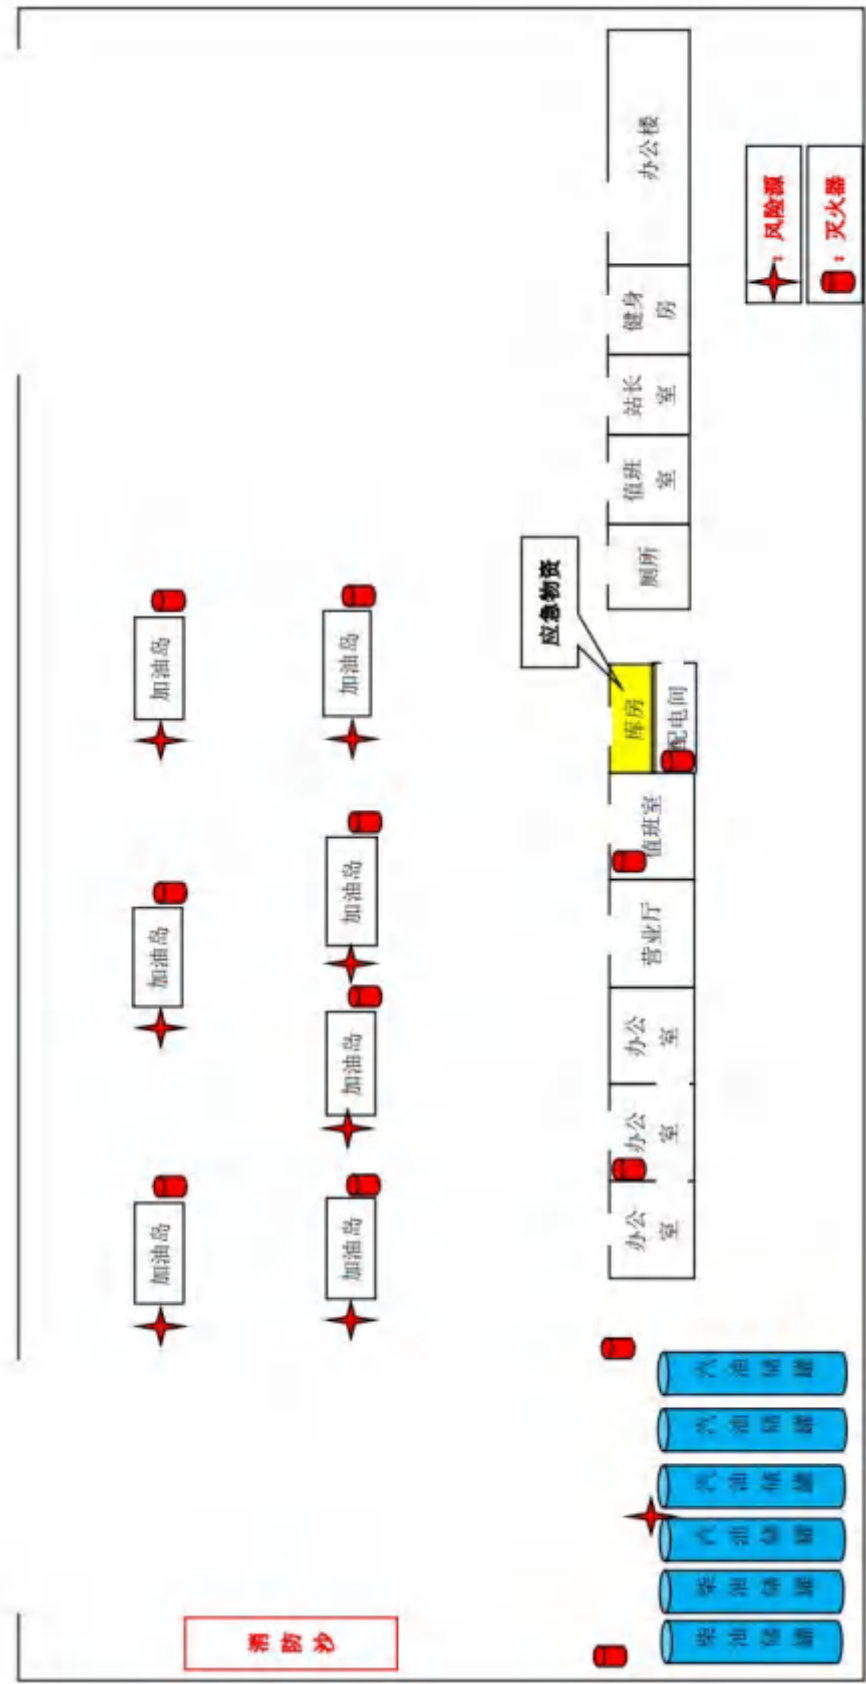 加油岛
加油岛
加油岛
消防沙
加油岛
加油岛
加油岛
加油岛
应急物资
办公
室
办公
室
办公
室
营业厅
值班室
库房
配电间
厕所
值班
室
站长
室
健身
房
办公楼
柴油储罐
柴油储罐
汽油储罐
汽油储罐
汽油储罐
汽油储罐
：风险源
：灭火器